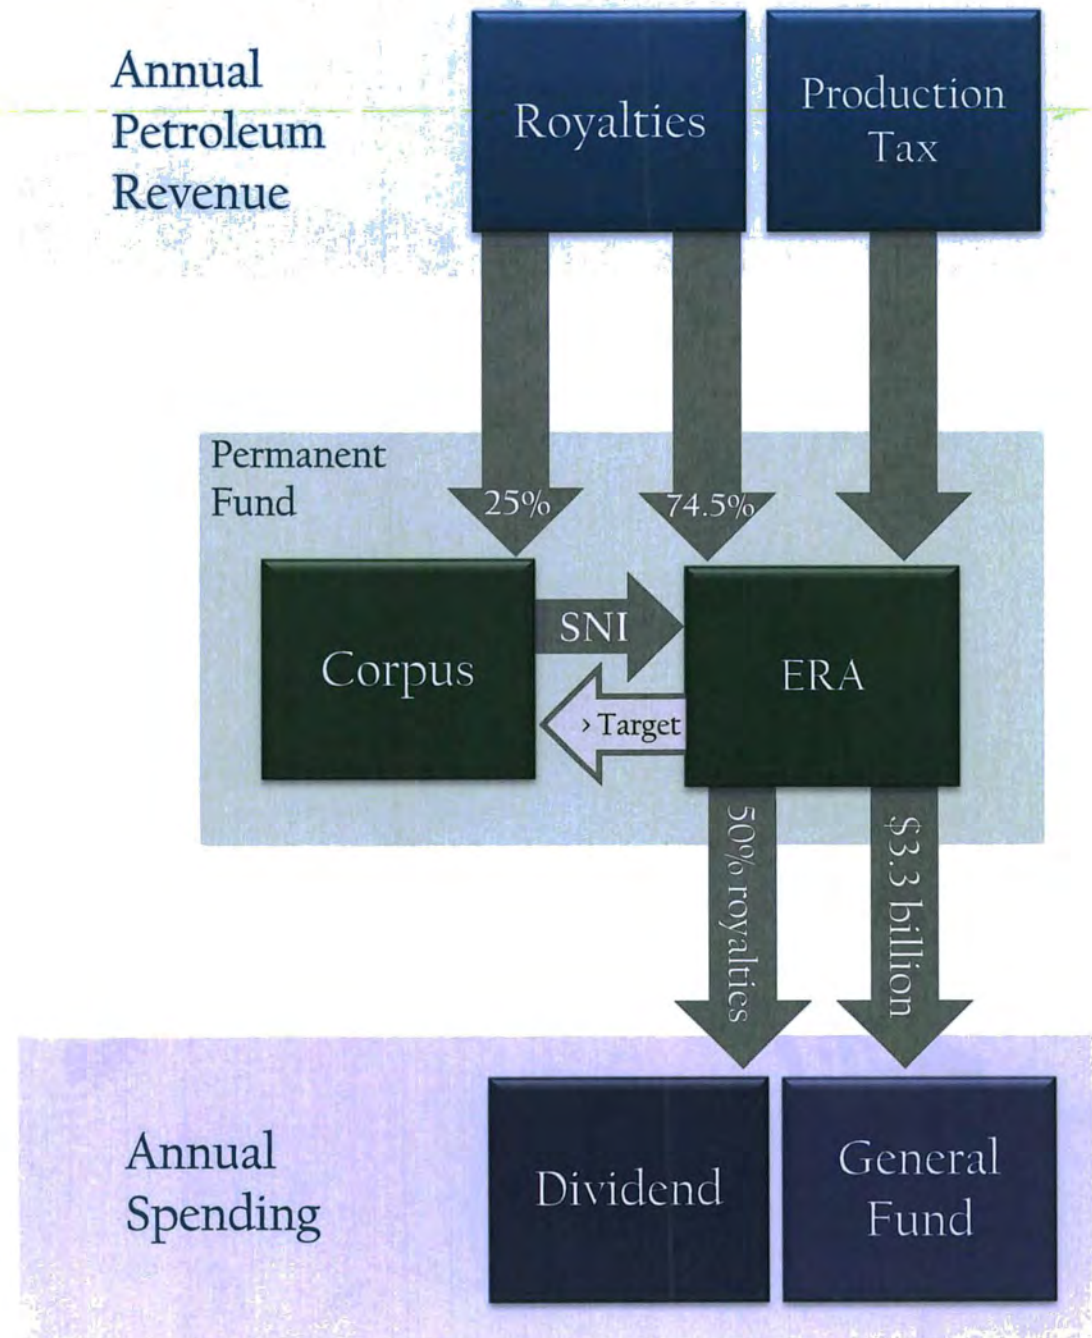 Annual
Petroleum
Revenue
Royalties
Production
Tax
Permanent
Fund
25%
74.5%
Corpus
SNI
› Target
ERA
50% royalties
$3.3 billion
Annual
Spending
Dividend
General
Fund